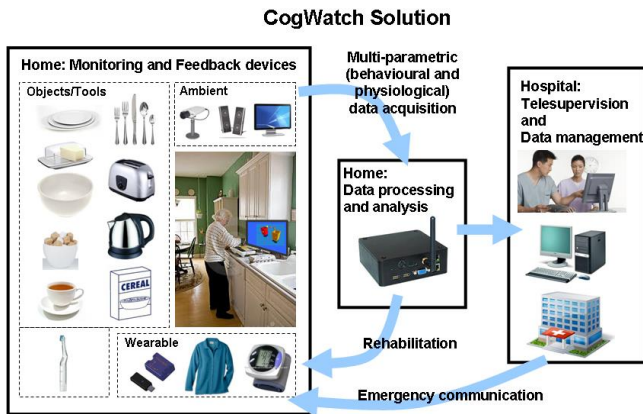 CogWatch Solution
Home: Monitoring and Feedback devices
Objects/Tools
Ambient
CEREAL
Wearable
Multi-parametric
(behavioural and
physiological)
data acquisition
Home:
Data processing
and analysis
Rehabilitation
Emergency communication
Hospital:
Telesupervision
and
Data management